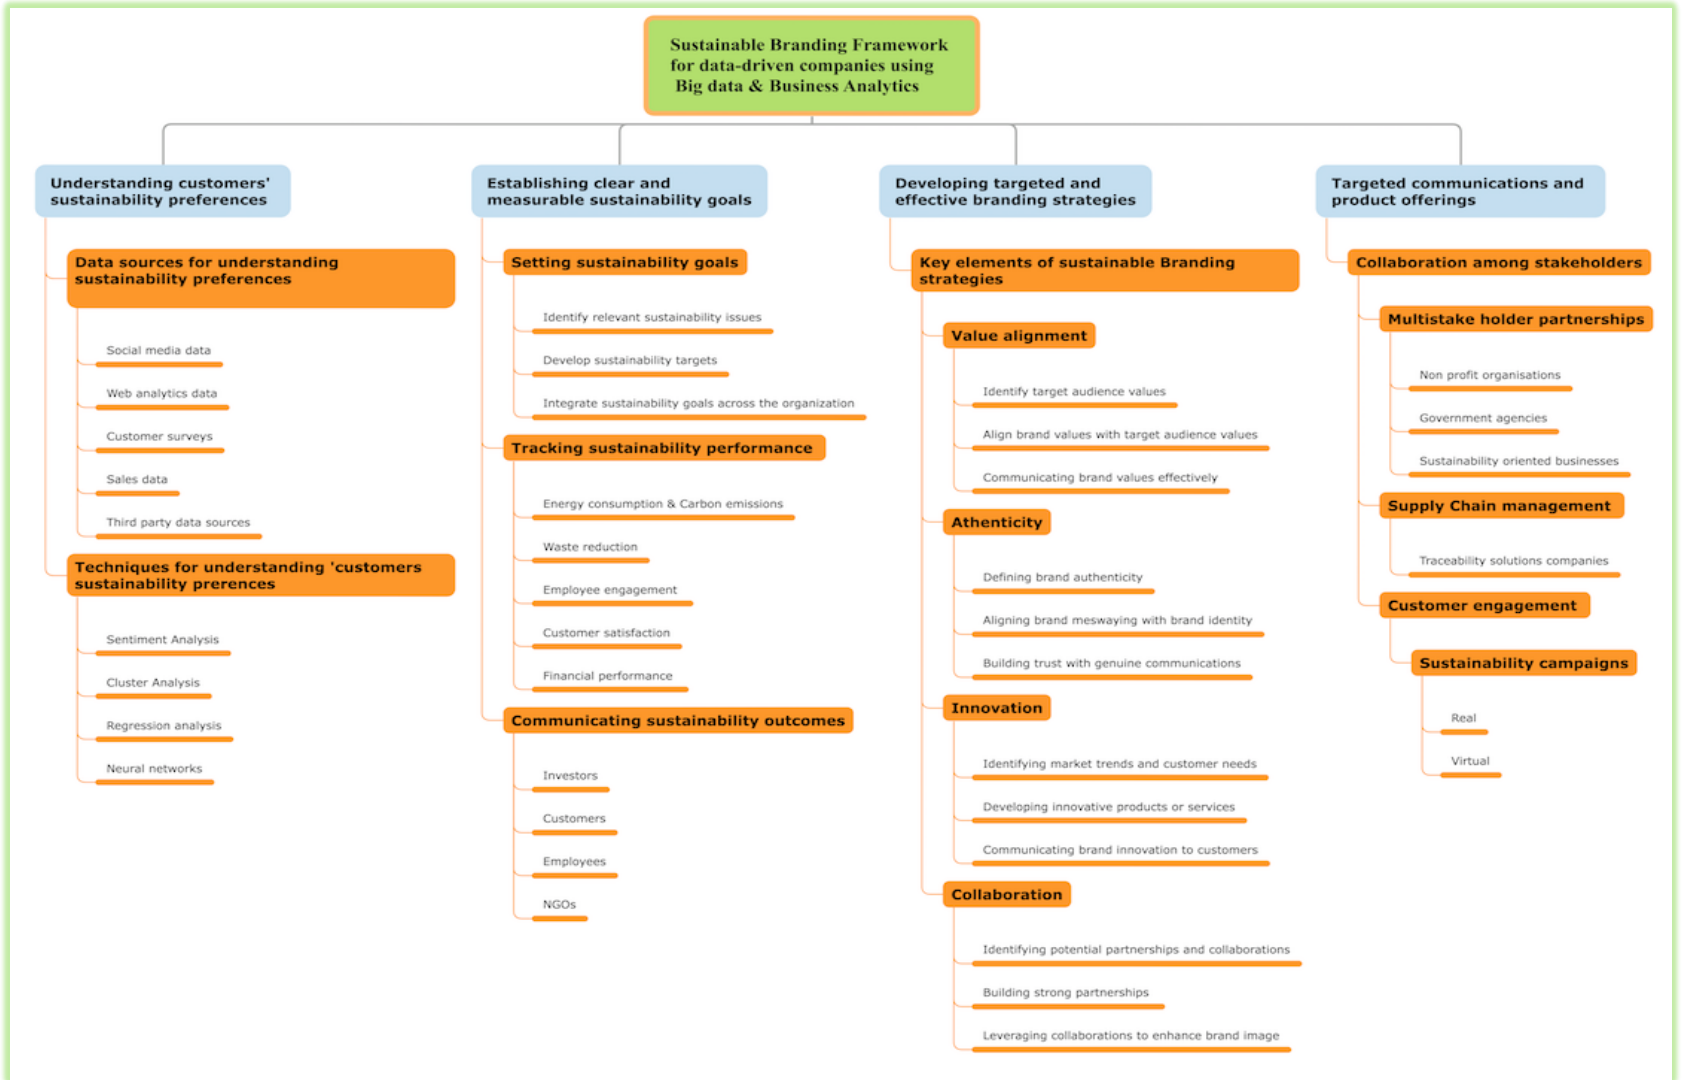 Sustainable Branding Framework
for data-driven companies using
Big data & Business Analytics
Understanding customers'
sustainability preferences
Data sources for understanding
sustainability preferences
Social media data
Web analytics data
Customer surveys
Sales data
Third party data sources
Techniques for understanding 'customers
sustainability prerences
Sentiment Analysis
Cluster Analysis
Regression analysis
Neural networks
Establishing clear and
measurable sustainability goals
Setting sustainability goals
Identify relevant sustainability issues
Develop sustainability targets
Integrate sustainability goals across the organization
Tracking sustainability performance
Energy consumption & Carbon emissions
Waste reduction
Employee engagement
Customer satisfaction
Financial performance
Communicating sustainability outcomes
Investors
Customers
Employees
NGOs
Developing targeted and
effective branding strategies
Key elements of sustainable Branding
strategies
Value alignment
Identify target audience values
Align brand values with target audience values
Communicating brand values effectively
Athenticity
Defining brand authenticity
Aligning brand meswaying with brand identity
Building trust with genuine communications
Innovation
Identifying market trends and customer needs
Developing innovative products or services
Communicating brand innovation to customers
Collaboration
Identifying potential partnerships and collaborations
Building strong partnerships
Leveraging collaborations to enhance brand image
Targeted communications and
product offerings
Collaboration among stakeholders
Multistake holder partnerships
Non profit organisations
Government agencies
Sustainability oriented businesses
Supply Chain management
Traceability solutions companies
Customer engagement
Sustainability campaigns
Real
Virtual